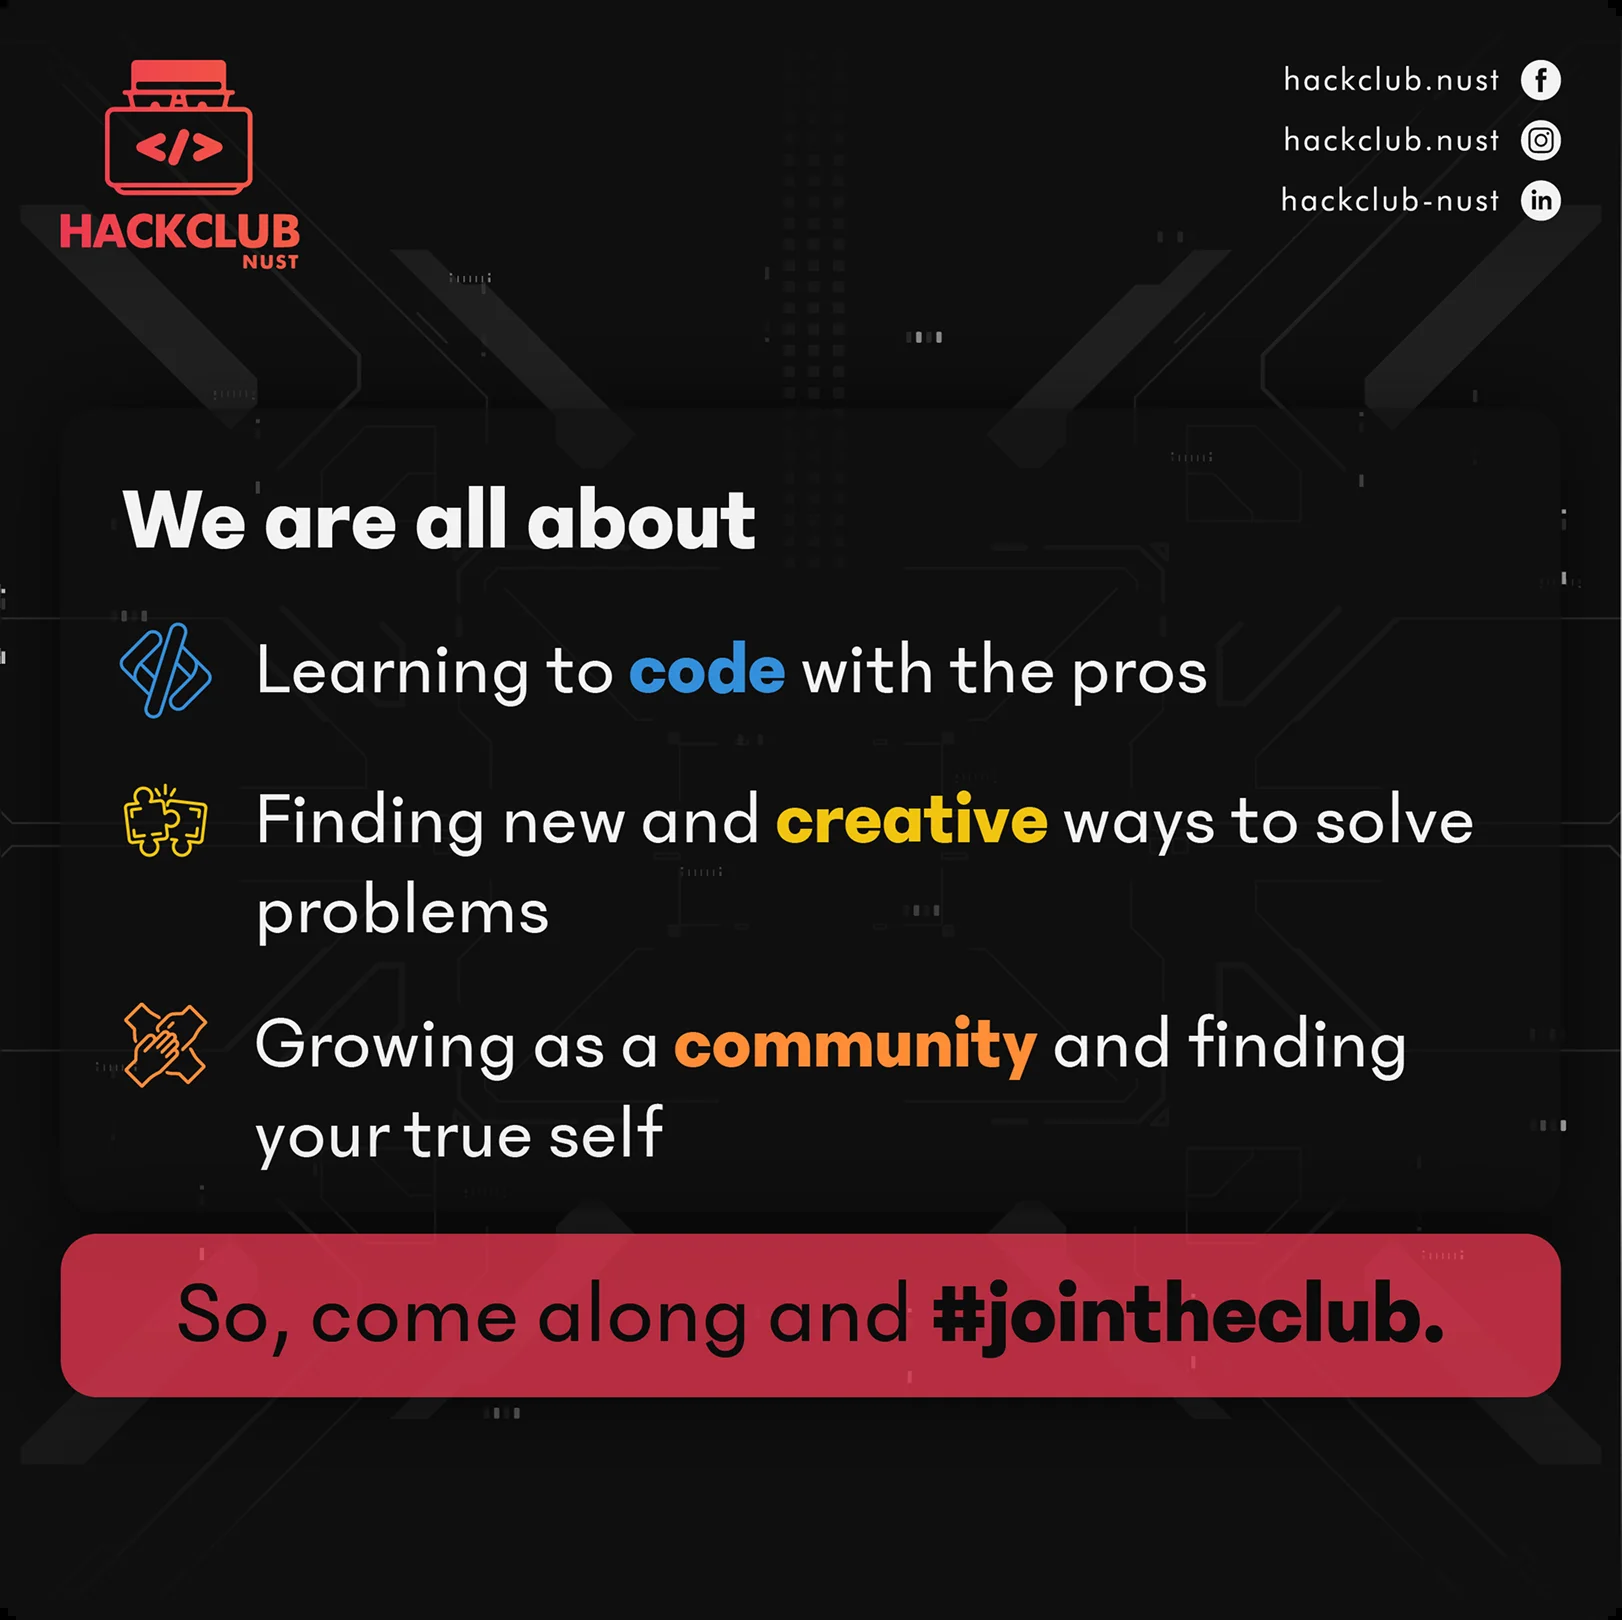 </>
HACKCLUB
NUST
hackclub.nust
hackclub.nust
hackclub-nust
We are all about
Learning to code with the pros
Finding new and creative ways to solve
problems
Growing as a community and finding
your true self
So, come along and #jointheclub.